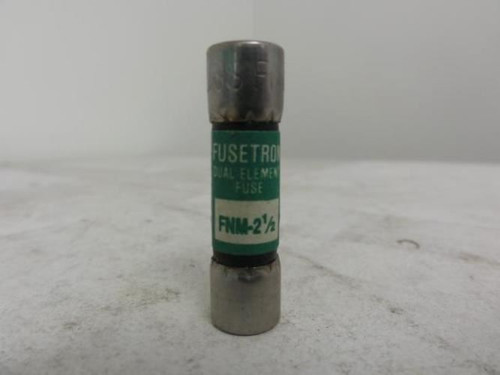 FUSETRON
DUAL ELEMENT
FUSE
FNM-2½